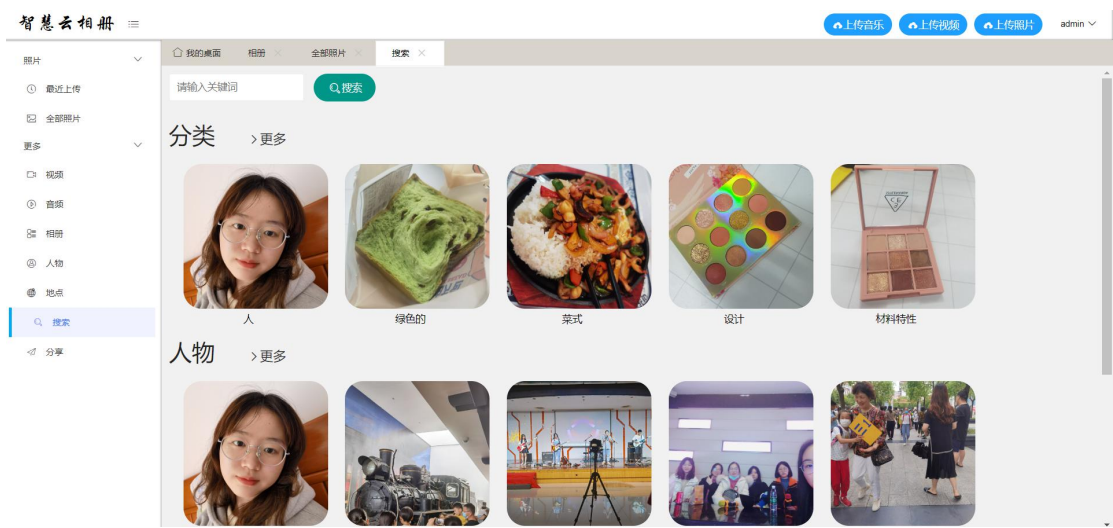 智慧云相册
上传音乐 上传视频 上传照片 admin
照片
最近上传
全部照片
更多
视频
音频
相册
人物
地点
搜索
分享
我的桌面 相册 全部照片 搜索
请输入关键词 搜索
分类 >更多
人 绿色的 菜式 设计 材料特性
人物 >更多